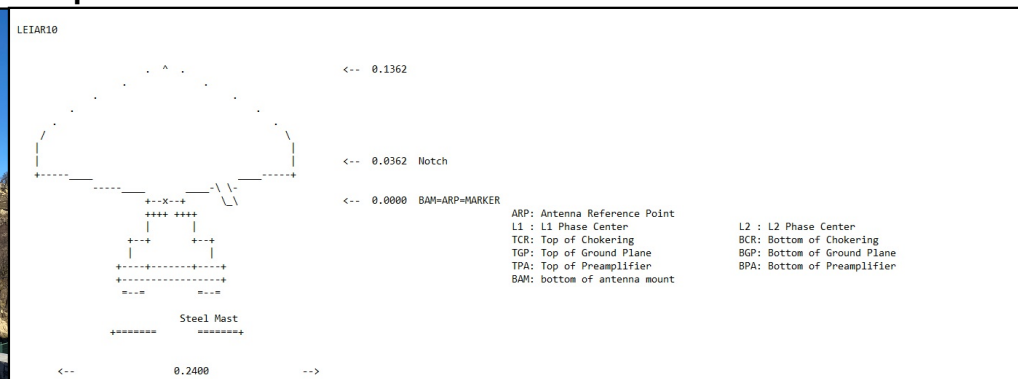 LEIAR10
<-- 0.1362
<-- 0.0362 Notch
<-- 0.0000 BAM=ARP=MARKER
ARP: Antenna Reference Point
L1 : L1 Phase Center L2 : L2 Phase Center
TCR: Top of Chokering BCR: Bottom of Chokering
TGP: Top of Ground Plane BGP: Bottom of Ground Plane
TPA: Top of Preamplifier BPA: Bottom of Preamplifier
BAM: bottom of antenna mount
Steel Mast
<-- 0.2400 -->